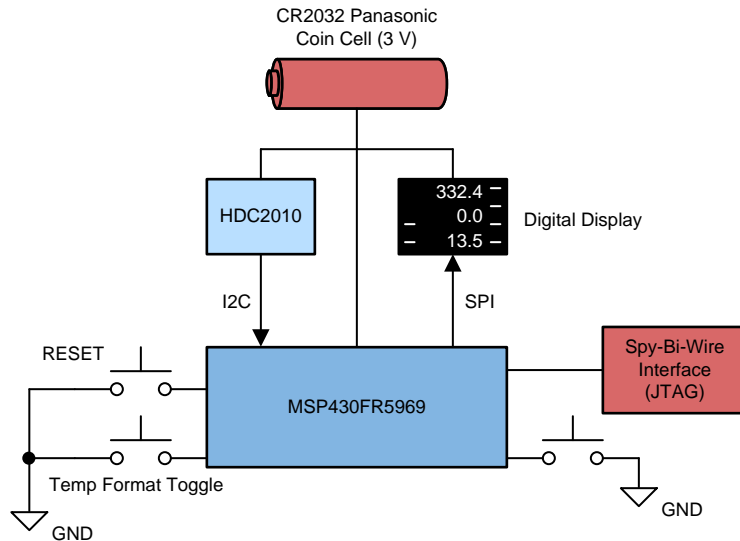 CR2032 Panasonic
Coin Cell (3 V)
HDC2010
332.4
0.0
13.5
Digital Display
I2C
SPI
RESET
MSP430FR5969
Spy-Bi-Wire
Interface
(JTAG)
Temp Format Toggle
GND
GND